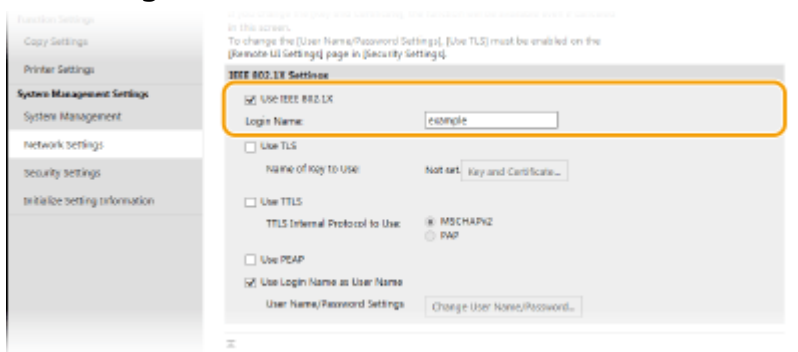 Function Settings
Copy Settings
Printer Settings
System Management Settings
System Management
Network Settings
Security Settings
Initialize Setting Information
in this screen.
To change the [User Name/Password Settings], [Use TLS] must be enabled on the
[Remote UI Settings] page in [Security Settings].
IEEE 802.1X Settings
Use IEEE 802.1X
Login Name:
example
Use TLS
Name of Key to Use:
Not set
Key and Certificate...
Use TTLS
TTLS Internal Protocol to Use:
MSCHAPv2
PAP
Use PEAP
Use Login Name as User Name
User Name/Password Settings
Change User Name/Password...